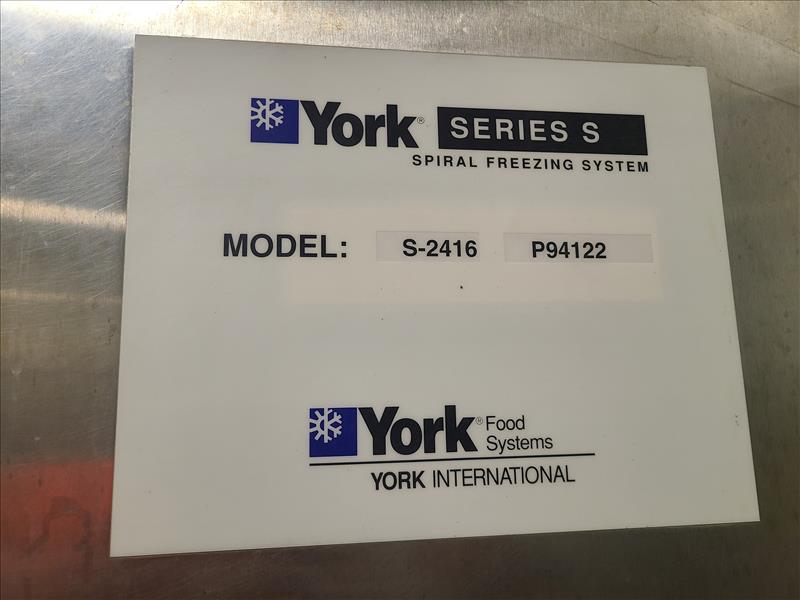 York® SERIES S
SPIRAL FREEZING SYSTEM
MODEL: S-2416 P94122
York® Food Systems
YORK INTERNATIONAL